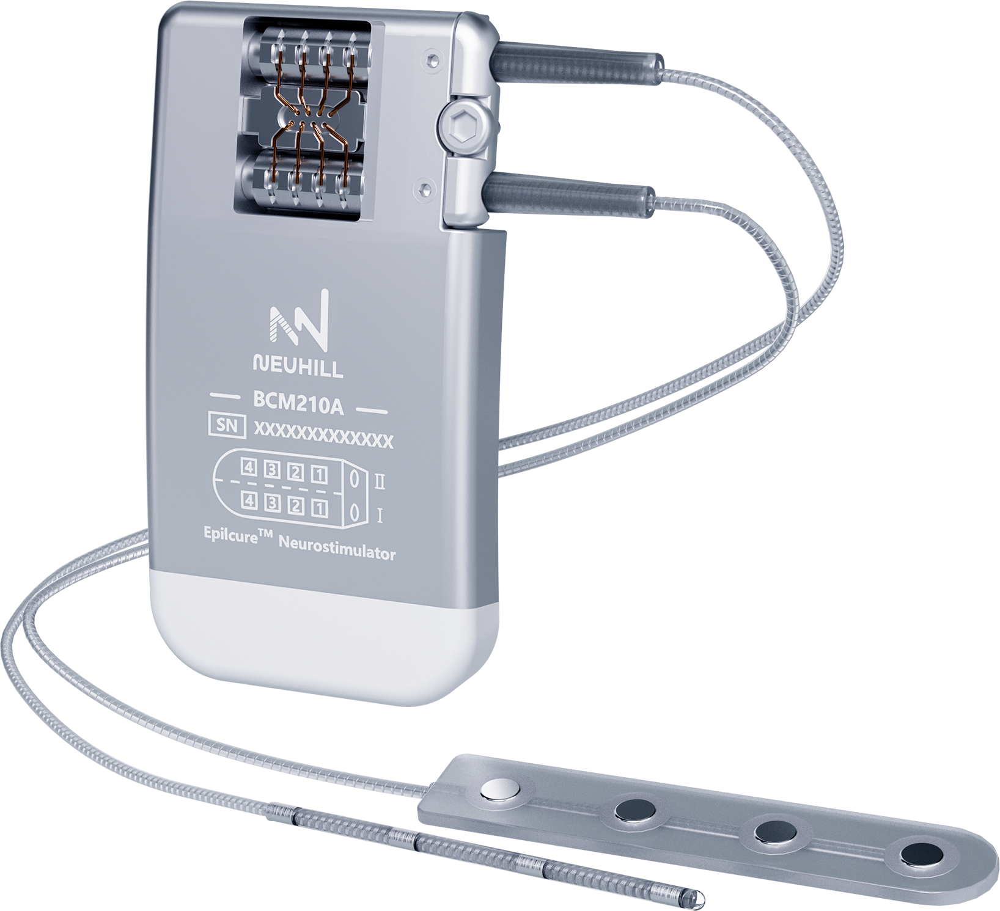 NEUHILL
BCM210A
SN XXXXXXXXXXXXX
4 3 2 1 0 II
4 3 2 1 0 I
Epilcure™ Neurostimulator